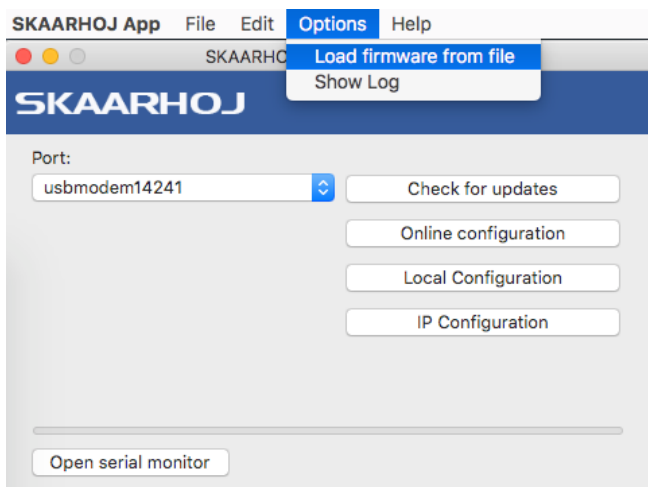 SKAARHOJ App File Edit Options Help
SKAARHO
Load firmware from file
Show Log
SKAARHOJ
Port:
usbmodem14241
Check for updates
Online configuration
Local Configuration
IP Configuration
Open serial monitor